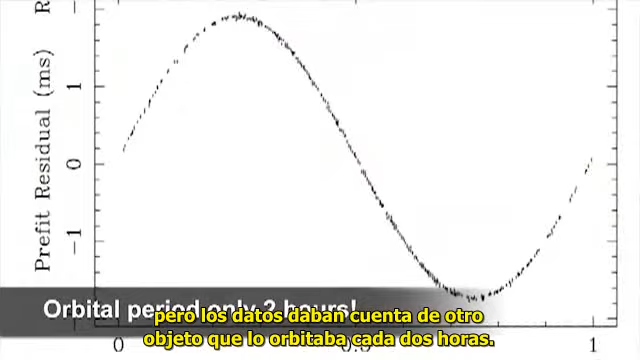 R
Prefit Residual (ms)
1
0
−1
Orbital period only 2 hours!
pero los datos daban cuenta de otro
objeto que lo orbitaba cada dos horas.
0
1